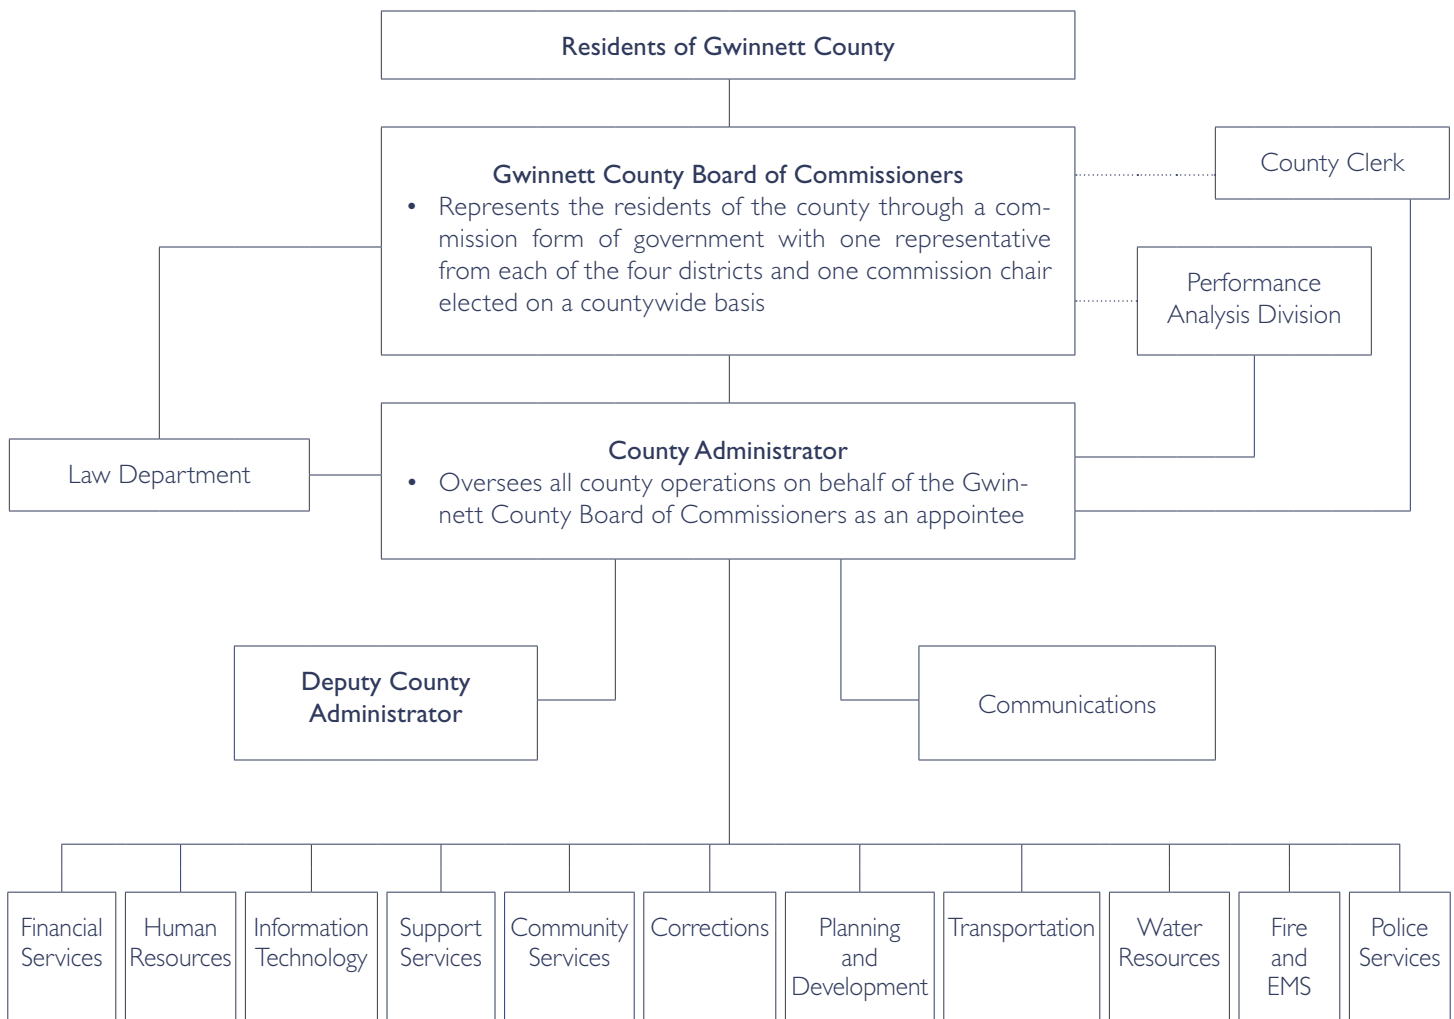 Residents of Gwinnett County
Gwinnett County Board of Commissioners
• Represents the residents of the county through a com-
mission form of government with one representative
from each of the four districts and one commission chair
elected on a countywide basis
County Clerk
Performance
Analysis Division
Law Department
County Administrator
• Oversees all county operations on behalf of the Gwin-
nett County Board of Commissioners as an appointee
Deputy County
Administrator
Communications
Financial
Services
Human
Resources
Information
Technology
Support
Services
Community
Services
Corrections
Planning
and
Development
Transportation
Water
Resources
Fire
and
EMS
Police
Services